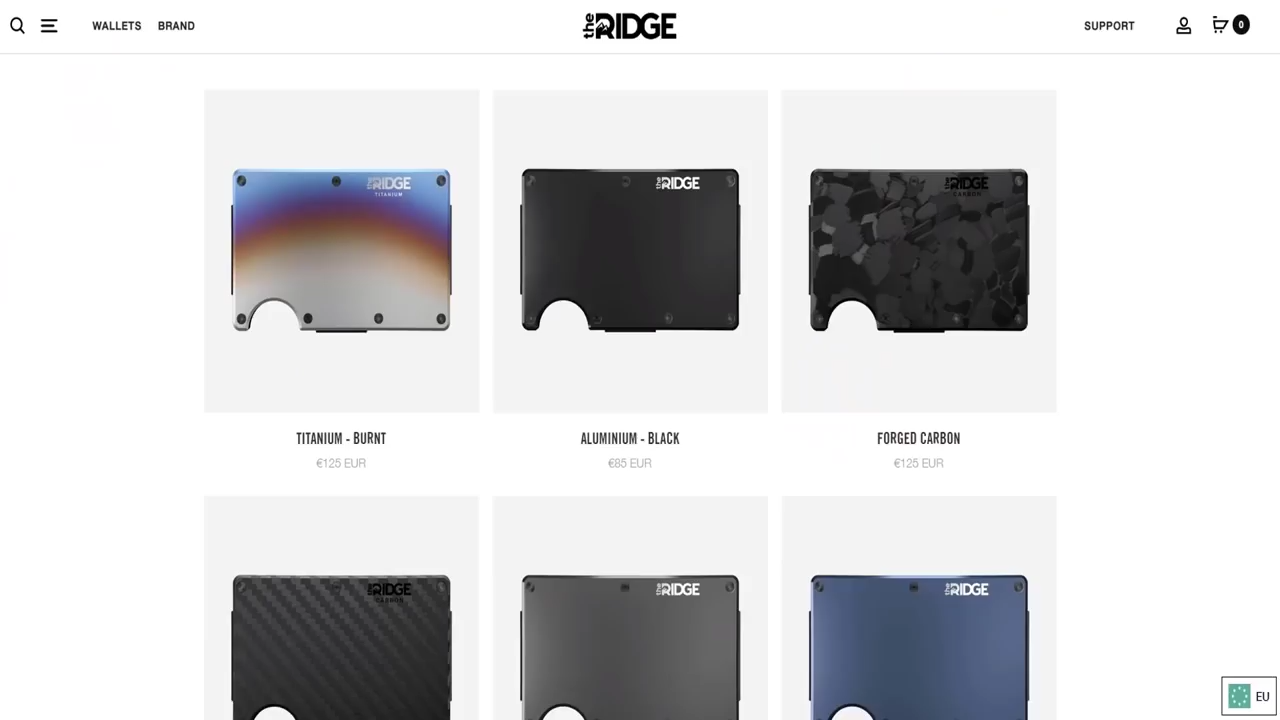 WALLETS BRAND the RIDGE SUPPORT 0
the RIDGE
TITANIUM
the RIDGE
the RIDGE
CARBON
TITANIUM - BURNT
€125 EUR
ALUMINIUM - BLACK
€85 EUR
FORGED CARBON
€125 EUR
the RIDGE
CARBON
the RIDGE
the RIDGE
EU